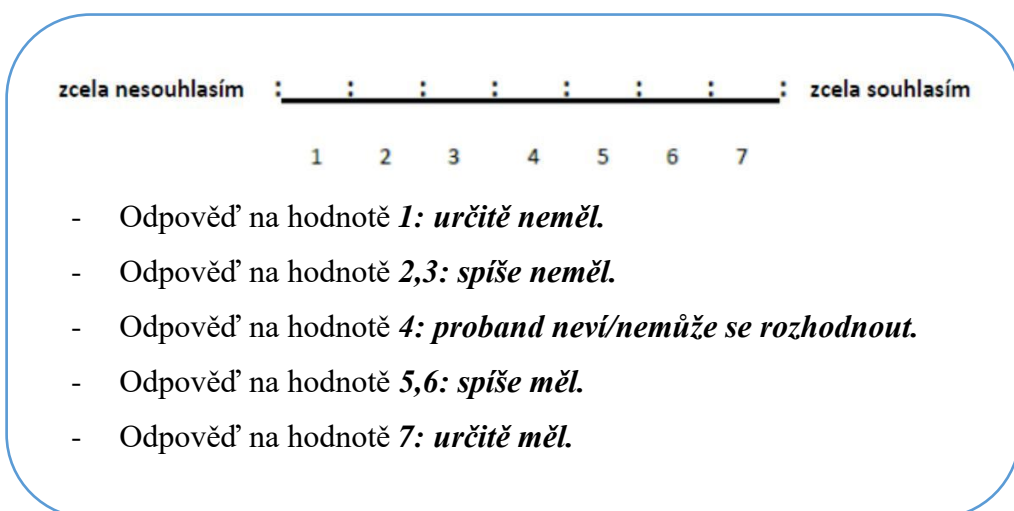 zcela nesouhlasím : : : : : : : : zcela souhlasím
1 2 3 4 5 6 7
- Odpověď na hodnotě 1: určitě neměl.
- Odpověď na hodnotě 2,3: spíše neměl.
- Odpověď na hodnotě 4: proband neví/nemůže se rozhodnout.
- Odpověď na hodnotě 5,6: spíše měl.
- Odpověď na hodnotě 7: určitě měl.